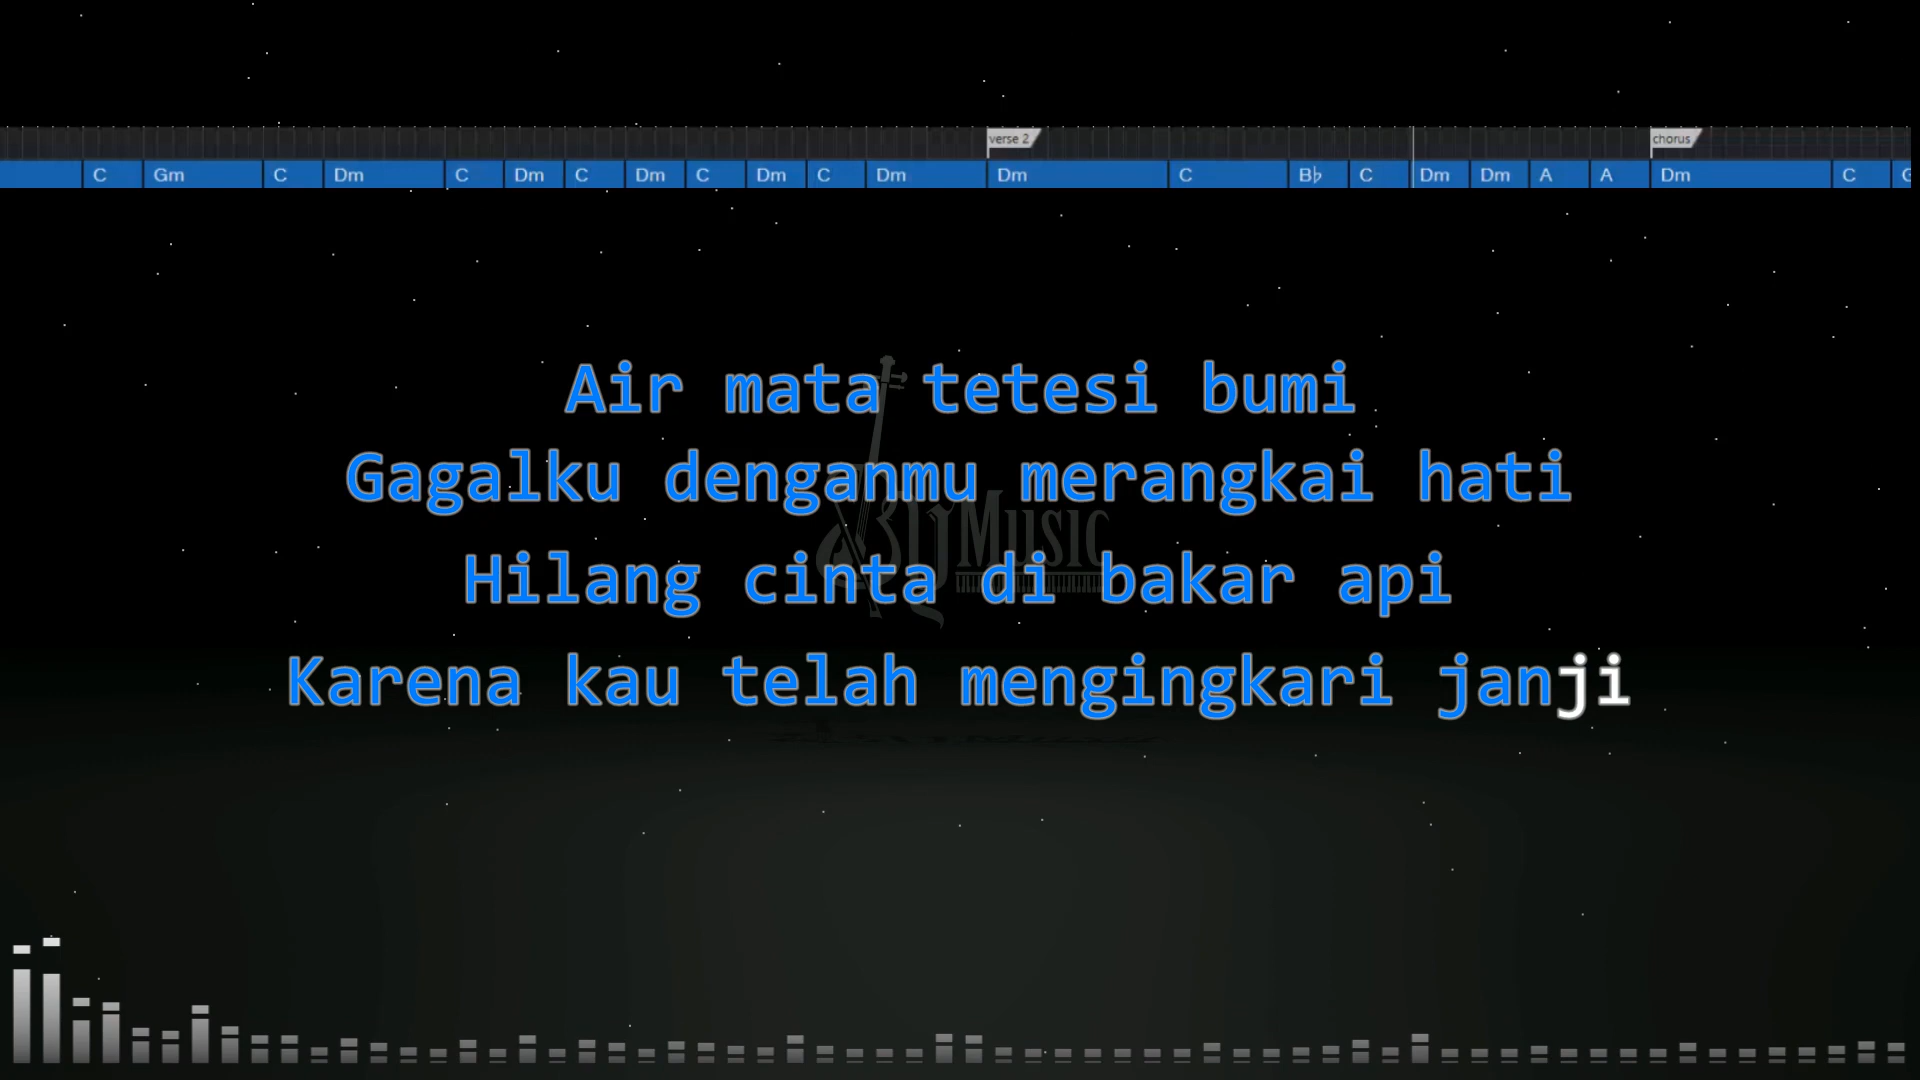 verse 2 chorus
C Gm C Dm C Dm C Dm C Dm C Dm Dm C B♭ C Dm Dm A A Dm C
Air mata tetesi bumi
Gagalku denganmu merangkai hati
Music
Hilang cinta di bakar api
Karena kau telah mengingkari janji